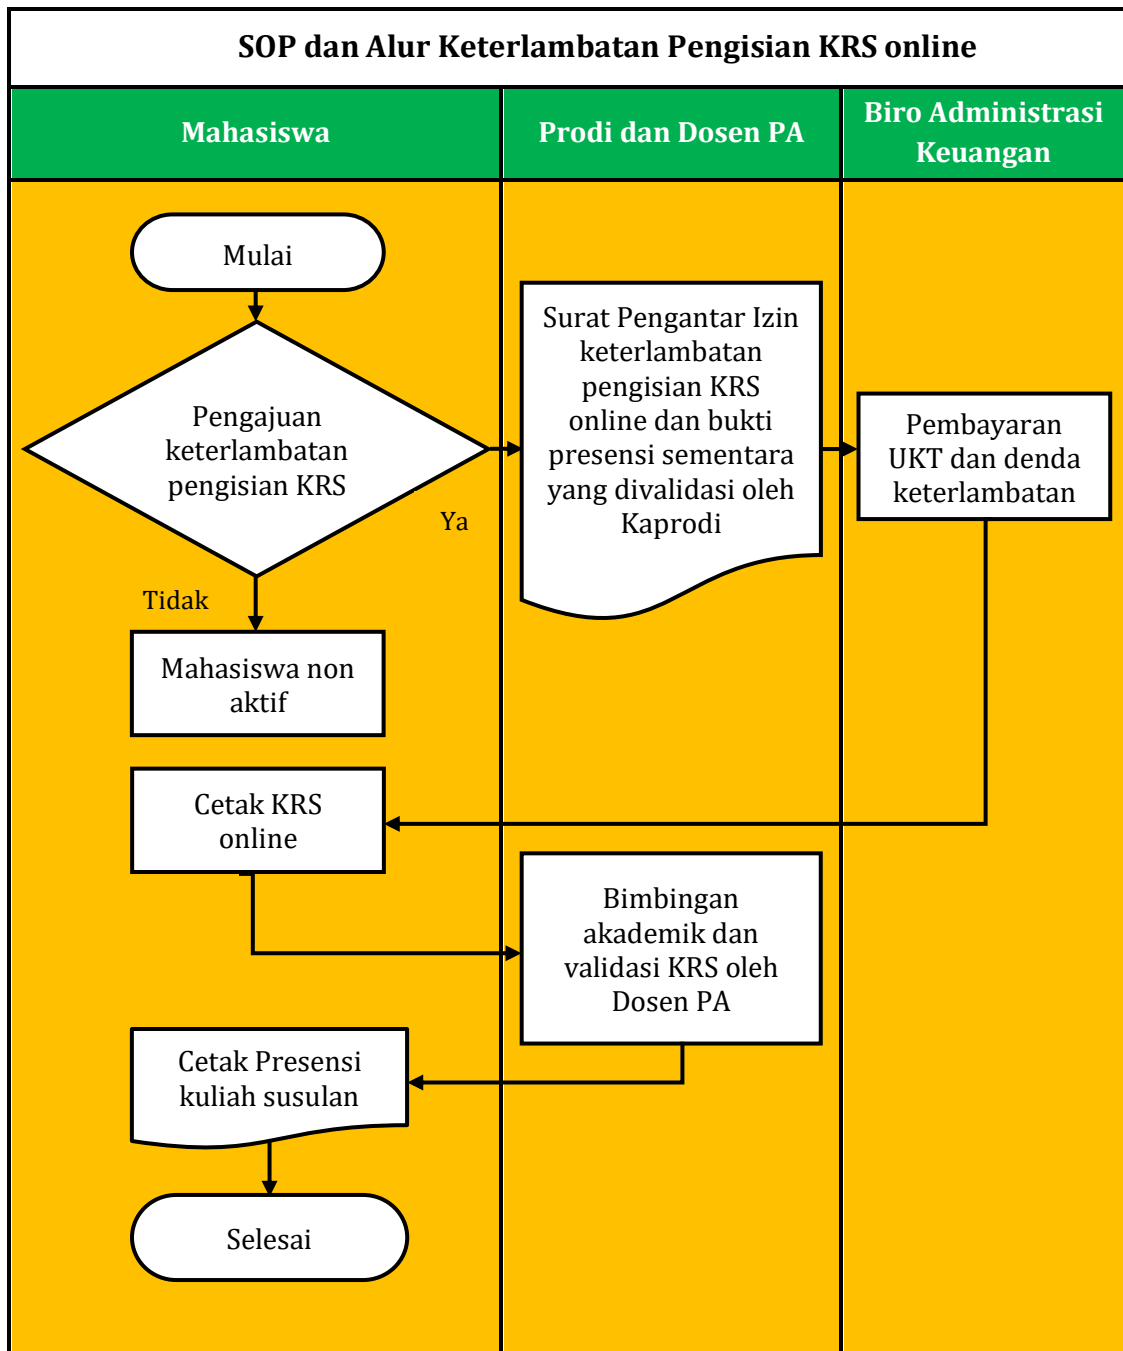 SOP dan Alur Keterlambatan Pengisian KRS online
Mahasiswa
Prodi dan Dosen PA
Biro Administrasi
Keuangan
Mulai
Pengajuan
keterlambatan
pengisian KRS
Ya
Tidak
Surat Pengantar Izin
keterlambatan
pengisian KRS
online dan bukti
presensi sementara
yang divalidasi oleh
Kaprodi
Pembayaran
UKT dan denda
keterlambatan
Mahasiswa non
aktif
Cetak KRS
online
Bimbingan
akademik dan
validasi KRS oleh
Dosen PA
Cetak Presensi
kuliah susulan
Selesai